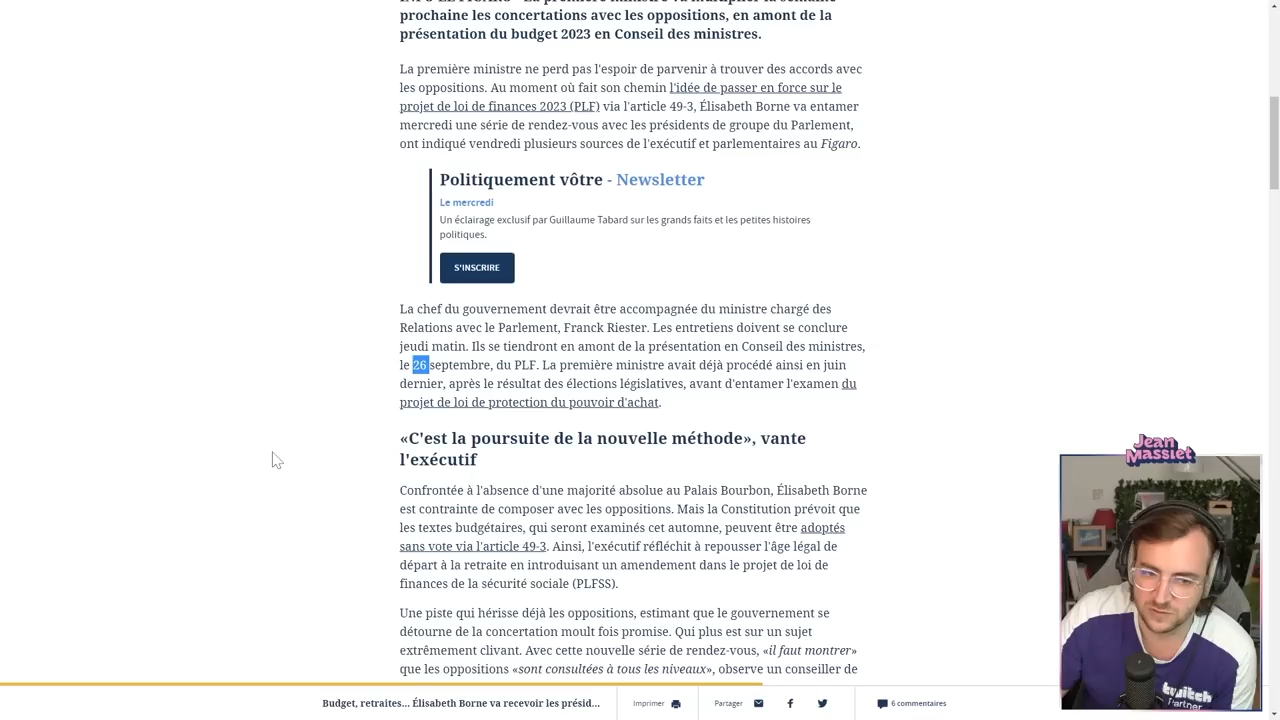 prochaine les concertations avec les oppositions, en amont de la
présentation du budget 2023 en Conseil des ministres.
La première ministre ne perd pas l'espoir de parvenir à trouver des accords avec
les oppositions. Au moment où fait son chemin l'idée de passer en force sur le
projet de loi de finances 2023 (PLF) via l'article 49-3, Élisabeth Borne va entamer
mercredi une série de rendez-vous avec les présidents de groupe du Parlement,
ont indiqué vendredi plusieurs sources de l'exécutif et parlementaires au Figaro.
Politiquement vôtre - Newsletter
Le mercredi
Un éclairage exclusif par Guillaume Tabard sur les grands faits et les petites histoires
politiques.
S'INSCRIRE
La chef du gouvernement devrait être accompagnée du ministre chargé des
Relations avec le Parlement, Franck Riester. Les entretiens doivent se conclure
jeudi matin. Ils se tiendront en amont de la présentation en Conseil des ministres,
le 26 septembre, du PLF. La première ministre avait déjà procédé ainsi en juin
dernier, après le résultat des élections législatives, avant d'entamer l'examen du
projet de loi de protection du pouvoir d'achat.
«C'est la poursuite de la nouvelle méthode», vante
l'exécutif
Confrontée à l'absence d'une majorité absolue au Palais Bourbon, Élisabeth Borne
est contrainte de composer avec les oppositions. Mais la Constitution prévoit que
les textes budgétaires, qui seront examinés cet automne, peuvent être adoptés
sans vote via l'article 49-3. Ainsi, l'exécutif réfléchit à repousser l'âge légal de
départ à la retraite en introduisant un amendement dans le projet de loi de
finances de la sécurité sociale (PLFSS).
Une piste qui hérisse déjà les oppositions, estimant que le gouvernement se
détourne de la concertation moult fois promise. Qui plus est sur un sujet
extrêmement clivant. Avec cette nouvelle série de rendez-vous, «il faut montrer»
que les oppositions «sont consultées à tous les niveaux», observe un conseiller de
Budget, retraites... Élisabeth Borne va recevoir les présid...
Imprimer
Partager
6 commentaires
Jean
Massiet
twitch
Partner